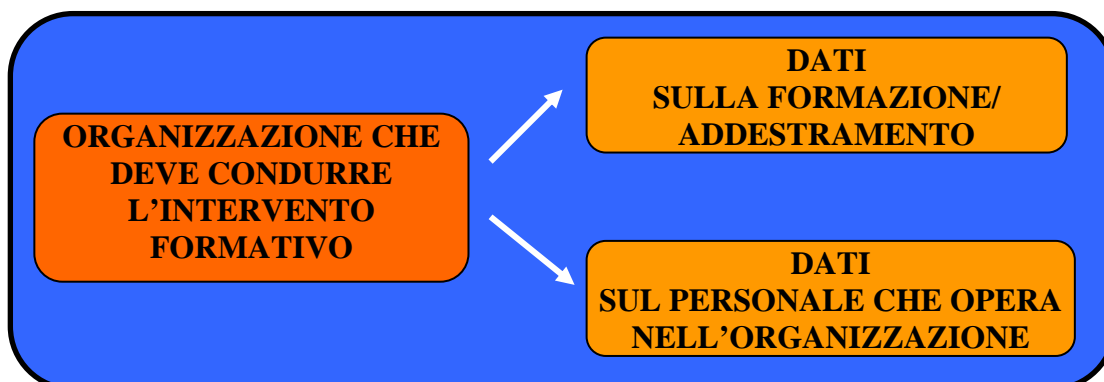 ORGANIZZAZIONE CHE
DEVE CONDURRE
L’INTERVENTO
FORMATIVO
DATI
SULLA FORMAZIONE/
ADDESTRAMENTO
DATI
SUL PERSONALE CHE OPERA
NELL’ORGANIZZAZIONE